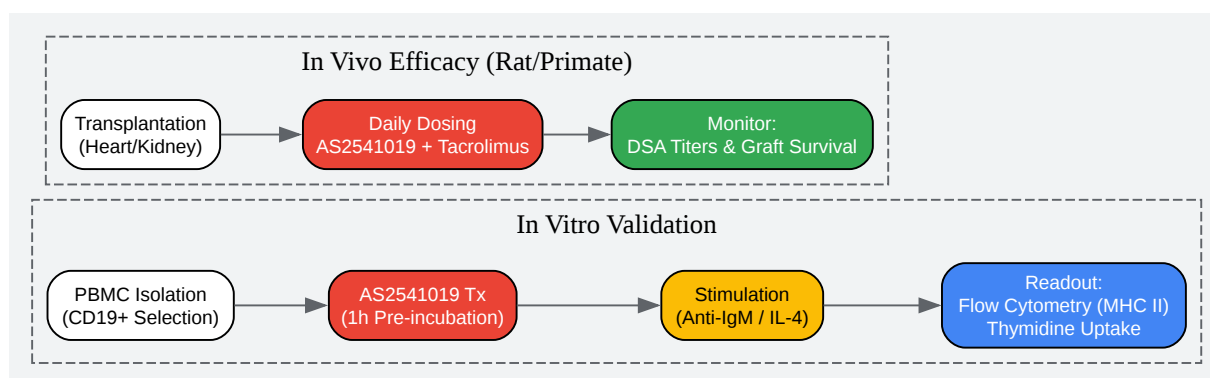 In Vivo Efficacy (Rat/Primate)
Transplantation
(Heart/Kidney)
Daily Dosing
AS2541019 + Tacrolimus
Monitor:
DSA Titers & Graft Survival
In Vitro Validation
PBMC Isolation
(CD19+ Selection)
AS2541019 Tx
(1h Pre-incubation)
Stimulation
(Anti-IgM / IL-4)
Readout:
Flow Cytometry (MHC II)
Thymidine Uptake